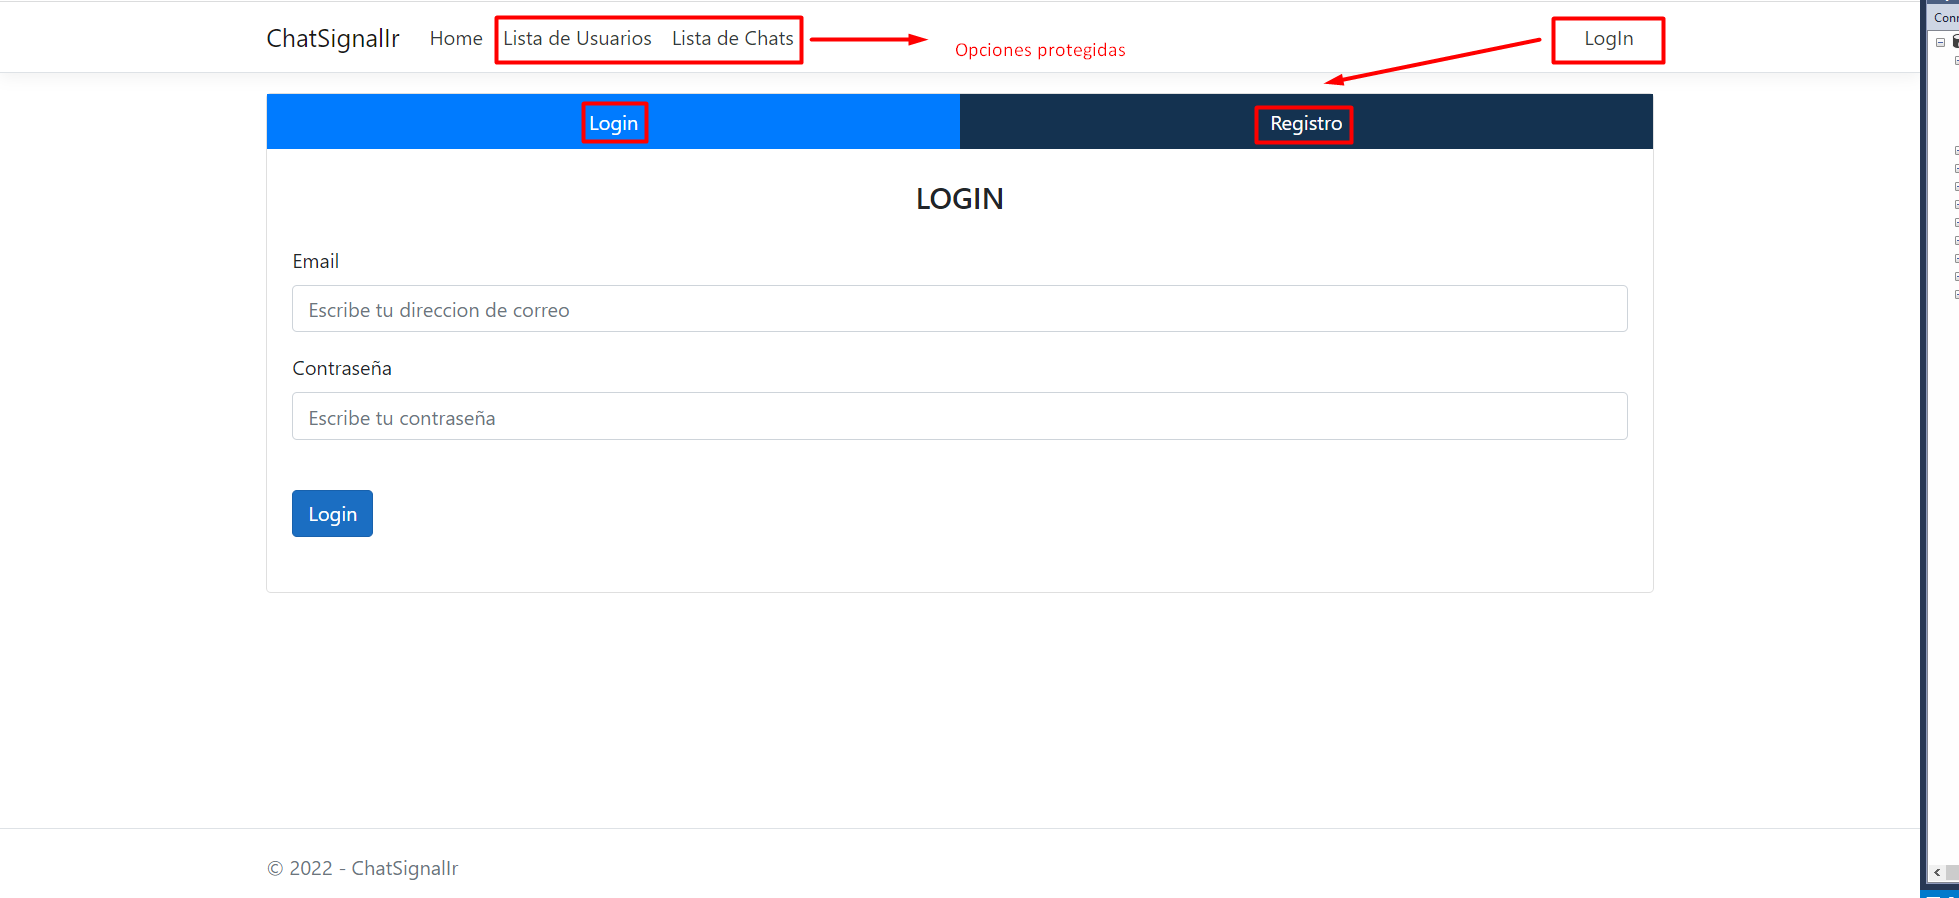 ChatSignallr Home Lista de Usuarios Lista de Chats LogIn
Opciones protegidas
Login Registro
LOGIN
Email
Escribe tu direccion de correo
Contraseña
Escribe tu contraseña
Login
© 2022 - ChatSignallr